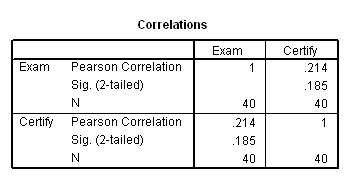 Correlations
Exam Certify
Exam Pearson Correlation 1 .214
Sig. (2-tailed) .185
N 40 40
Certify Pearson Correlation .214 1
Sig. (2-tailed) .185
N 40 40